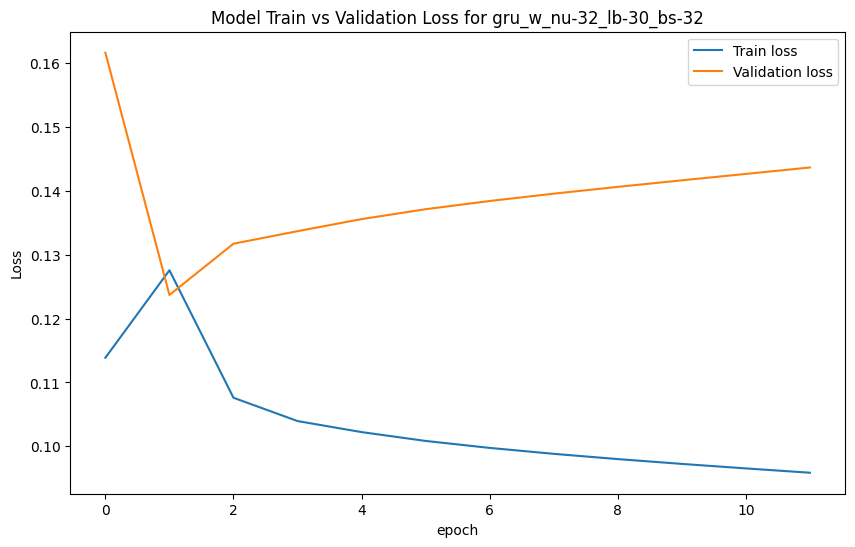 Model Train vs Validation Loss for gru_w_nu-32_lb-30_bs-32
Train loss
Validation loss
0.16
0.15
0.14
0.13
0.12
0.11
0.10
Loss
0 2 4 6 8 10
epoch